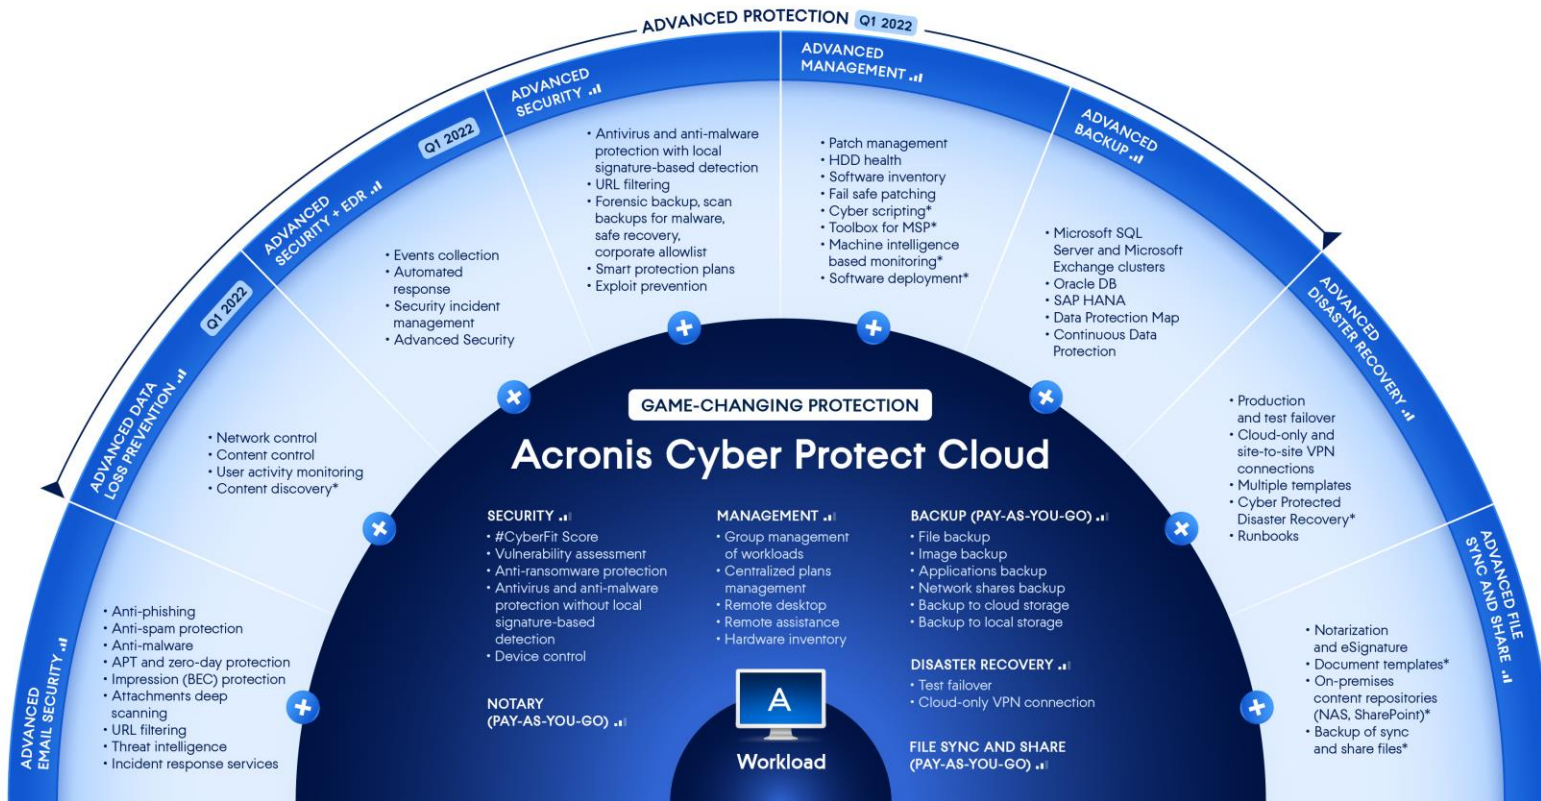 ADVANCED PROTECTION Q1 2022
ADVANCED
EMAIL SECURITY
• Anti-phishing
• Anti-spam protection
• Anti-malware
• APT and zero-day protection
• Impression (BEC) protection
• Attachments deep
scanning
• URL filtering
• Threat intelligence
• Incident response services
ADVANCED DATA
LOSS PREVENTION
Q1 2022
• Network control
• Content control
• User activity monitoring
• Content discovery*
ADVANCED
SECURITY + EDR
Q1 2022
• Events collection
• Automated
response
• Security incident
management
• Advanced Security
ADVANCED
SECURITY
• Antivirus and anti-malware
protection with local
signature-based detection
• URL filtering
• Forensic backup, scan
backups for malware,
safe recovery,
corporate allowlist
• Smart protection plans
• Exploit prevention
ADVANCED
MANAGEMENT
• Patch management
• HDD health
• Software inventory
• Fail safe patching
• Cyber scripting*
• Toolbox for MSP*
• Machine intelligence
based monitoring*
• Software deployment*
ADVANCED
BACKUP
• Microsoft SQL
Server and Microsoft
Exchange clusters
• Oracle DB
• SAP HANA
• Data Protection Map
• Continuous Data
Protection
ADVANCED
DISASTER RECOVERY
• Production
and test failover
• Cloud-only and
site-to-site VPN
connections
• Multiple templates
• Cyber Protected
Disaster Recovery*
• Runbooks
ADVANCED FILE
SYNC AND SHARE
• Notarization
and eSignature
• Document templates*
• On-premises
content repositories
(NAS, SharePoint)*
• Backup of sync
and share files*
GAME-CHANGING PROTECTION
Acronis Cyber Protect Cloud
SECURITY
• #CyberFit Score
• Vulnerability assessment
• Anti-ransomware protection
• Antivirus and anti-malware
protection without local
signature-based
detection
• Device control
NOTARY
(PAY-AS-YOU-GO)
MANAGEMENT
• Group management
of workloads
• Centralized plans
management
• Remote desktop
• Remote assistance
• Hardware inventory
BACKUP (PAY-AS-YOU-GO)
• File backup
• Image backup
• Applications backup
• Network shares backup
• Backup to cloud storage
• Backup to local storage
DISASTER RECOVERY
• Test failover
• Cloud-only VPN connection
FILE SYNC AND SHARE
(PAY-AS-YOU-GO)
A
Workload